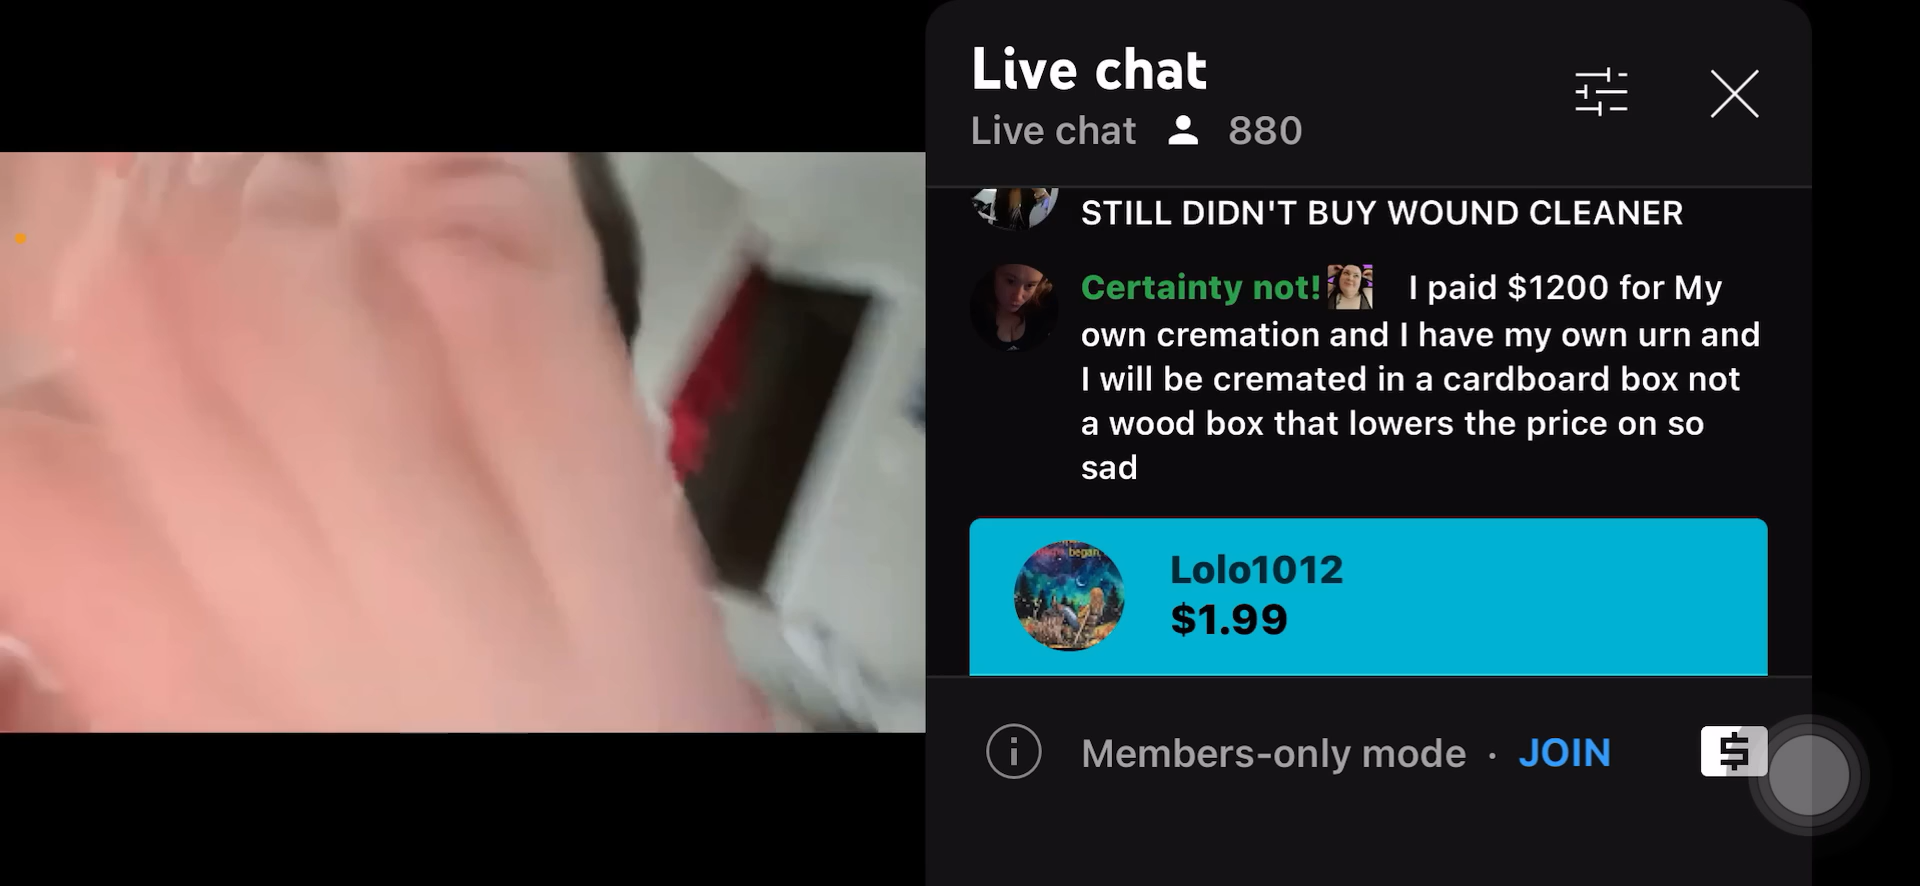 Live chat
Live chat 880
STILL DIDN'T BUY WOUND CLEANER
Certainty not! I paid $1200 for My
own cremation and I have my own urn and
I will be cremated in a cardboard box not
a wood box that lowers the price on so
sad
began,
Lolo1012
$1.99
Members-only mode · JOIN